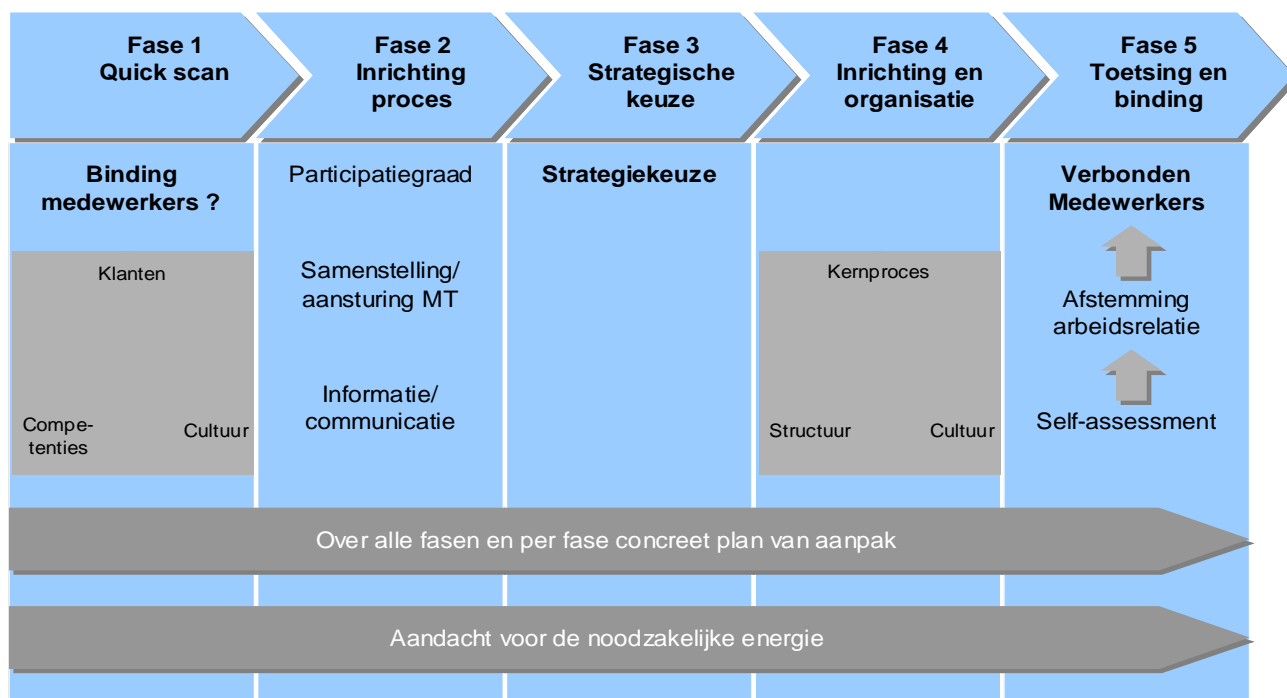 Fase 1
Quick scan
Fase 2
Inrichting
proces
Fase 3
Strategische
keuze
Fase 4
Inrichting en
organisatie
Fase 5
Toetsing en
binding
Binding
medewerkers ?
Klanten
Compe-
tenties
Cultuur
Participatiegraad
Samenstelling/
aansturing MT
Informatie/
communicatie
Strategiekeuze
Kernproces
Structuur
Cultuur
Verbonden
Medewerkers
Afstemming
arbeidsrelatie
Self-assessment
Over alle fasen en per fase concreet plan van aanpak
Aandacht voor de noodzakelijke energie